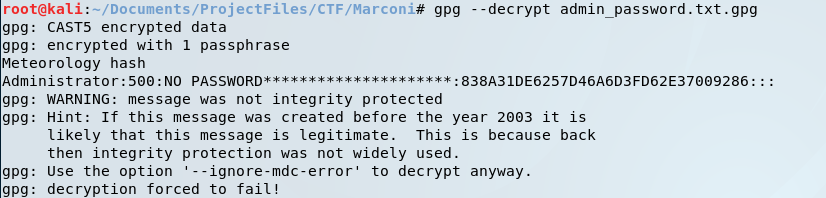 root@kali:~/Documents/ProjectFiles/CTF/Marconi# gpg --decrypt admin_password.txt.gpg
gpg: CAST5 encrypted data
gpg: encrypted with 1 passphrase
Meteorology hash
Administrator:500:NO PASSWORD*********************:838A31DE6257D46A6D3FD62E37009286:::
gpg: WARNING: message was not integrity protected
gpg: Hint: If this message was created before the year 2003 it is
     likely that this message is legitimate.  This is because back
     then integrity protection was not widely used.
gpg: Use the option '--ignore-mdc-error' to decrypt anyway.
gpg: decryption forced to fail!